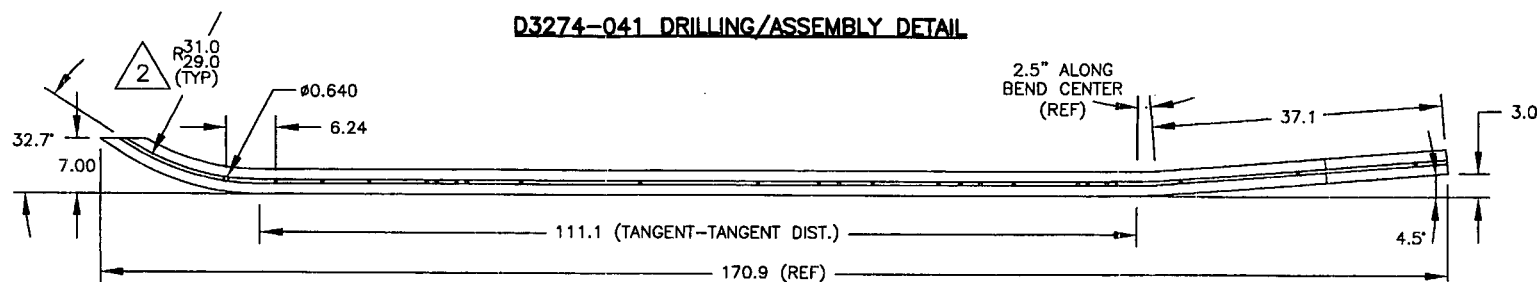 D3274-041 DRILLING/ASSEMBLY DETAIL
2
R31.0
29.0
(TYP)
Ø0.640
6.24
2.5" ALONG
BEND CENTER
(REF)
37.1
3.0
32.7°
7.00
111.1 (TANGENT-TANGENT DIST.)
4.5°
170.9 (REF)